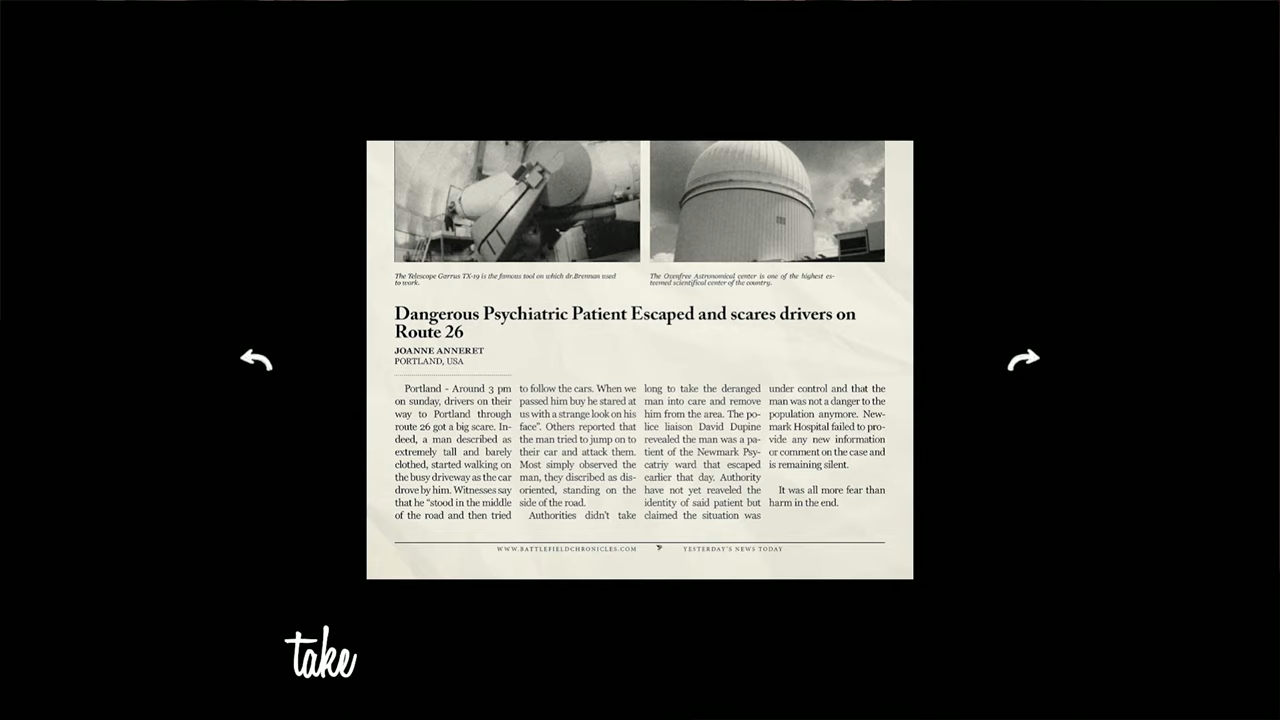 The Telescope Garrus TX-19 is the famous tool on which dr.Brennan used
to work.
The Oxenfree Astronomical center is one of the highest es-
teemed scientifical center of the country.
Dangerous Psychiatric Patient Escaped and scares drivers on
Route 26
JOANNE ANNERET
PORTLAND, USA
Portland - Around 3 pm
on sunday, drivers on their
way to Portland through
route 26 got a big scare. In-
deed, a man described as
extremely tall and barely
clothed, started walking on
the busy driveway as the car
drove by him. Witnesses say
that he “stood in the middle
of the road and then tried
to follow the cars. When we
passed him buy he stared at
us with a strange look on his
face”. Others reported that
the man tried to jump on to
their car and attack them.
Most simply observed the
man, they discribed as dis-
oriented, standing on the
side of the road.
Authorities didn’t take
long to take the deranged
man into care and remove
him from the area. The po-
lice liaison David Dupine
revealed the man was a pa-
tient of the Newmark Psy-
catriy ward that escaped
earlier that day. Authority
have not yet reaveled the
identity of said patient but
claimed the situation was
under control and that the
man was not a danger to the
population anymore. New-
mark Hospital failed to pro-
vide any new information
or comment on the case and
is remaining silent.
It was all more fear than
harm in the end.
WWW.BATTLEFIELDCHRONICLES.COM
YESTERDAY'S NEWS TODAY
take